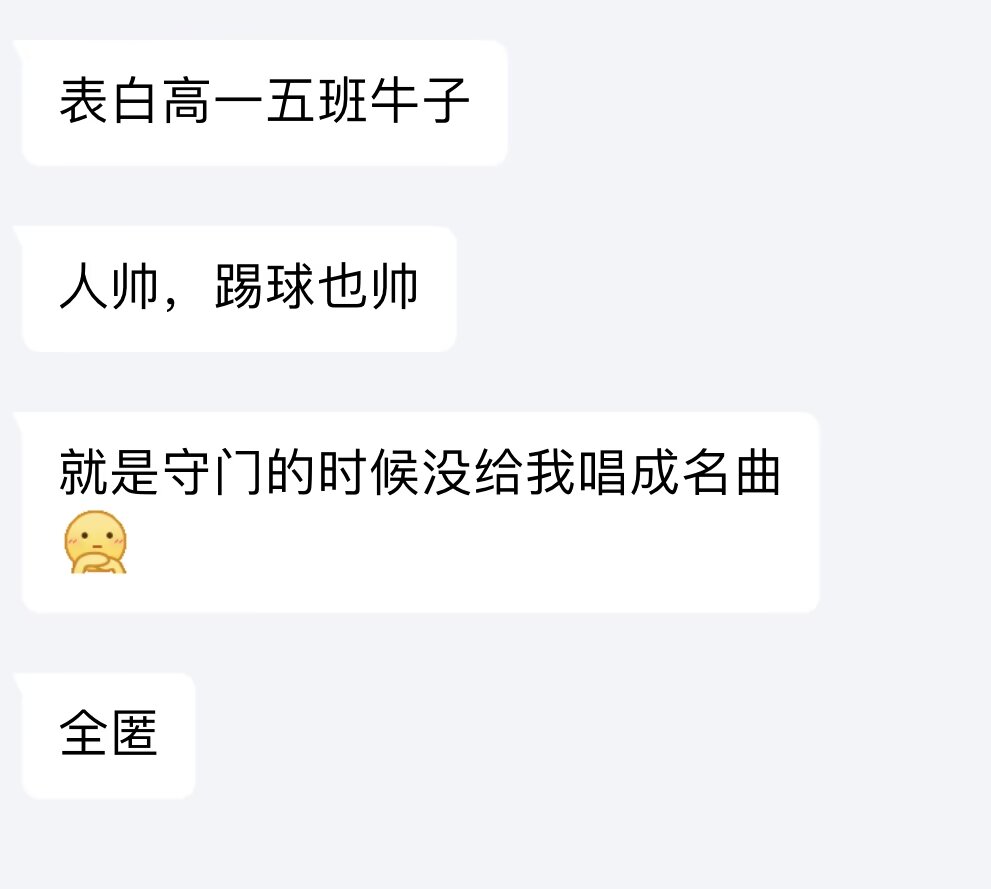 表白高一五班牛子
人帅，踢球也帅
就是守门的时候没给我唱成名曲
全匿